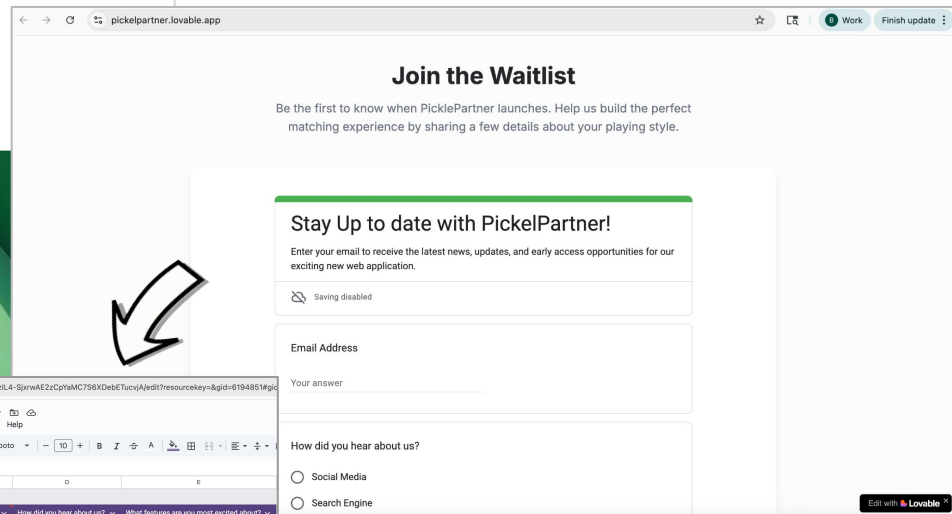 pickelpartner.lovable.app
B Work
Finish update
Join the Waitlist
Be the first to know when PicklePartner launches. Help us build the perfect
matching experience by sharing a few details about your playing style.
Stay Up to date with PickelPartner!
Enter your email to receive the latest news, updates, and early access opportunities for our
exciting new web application.
Saving disabled
Email Address
Your answer
How did you hear about us?
Social Media
Search Engine
Edit with Lovable ×
Help
10
B I A
D E
How did you hear about us? What features are you most excited about?